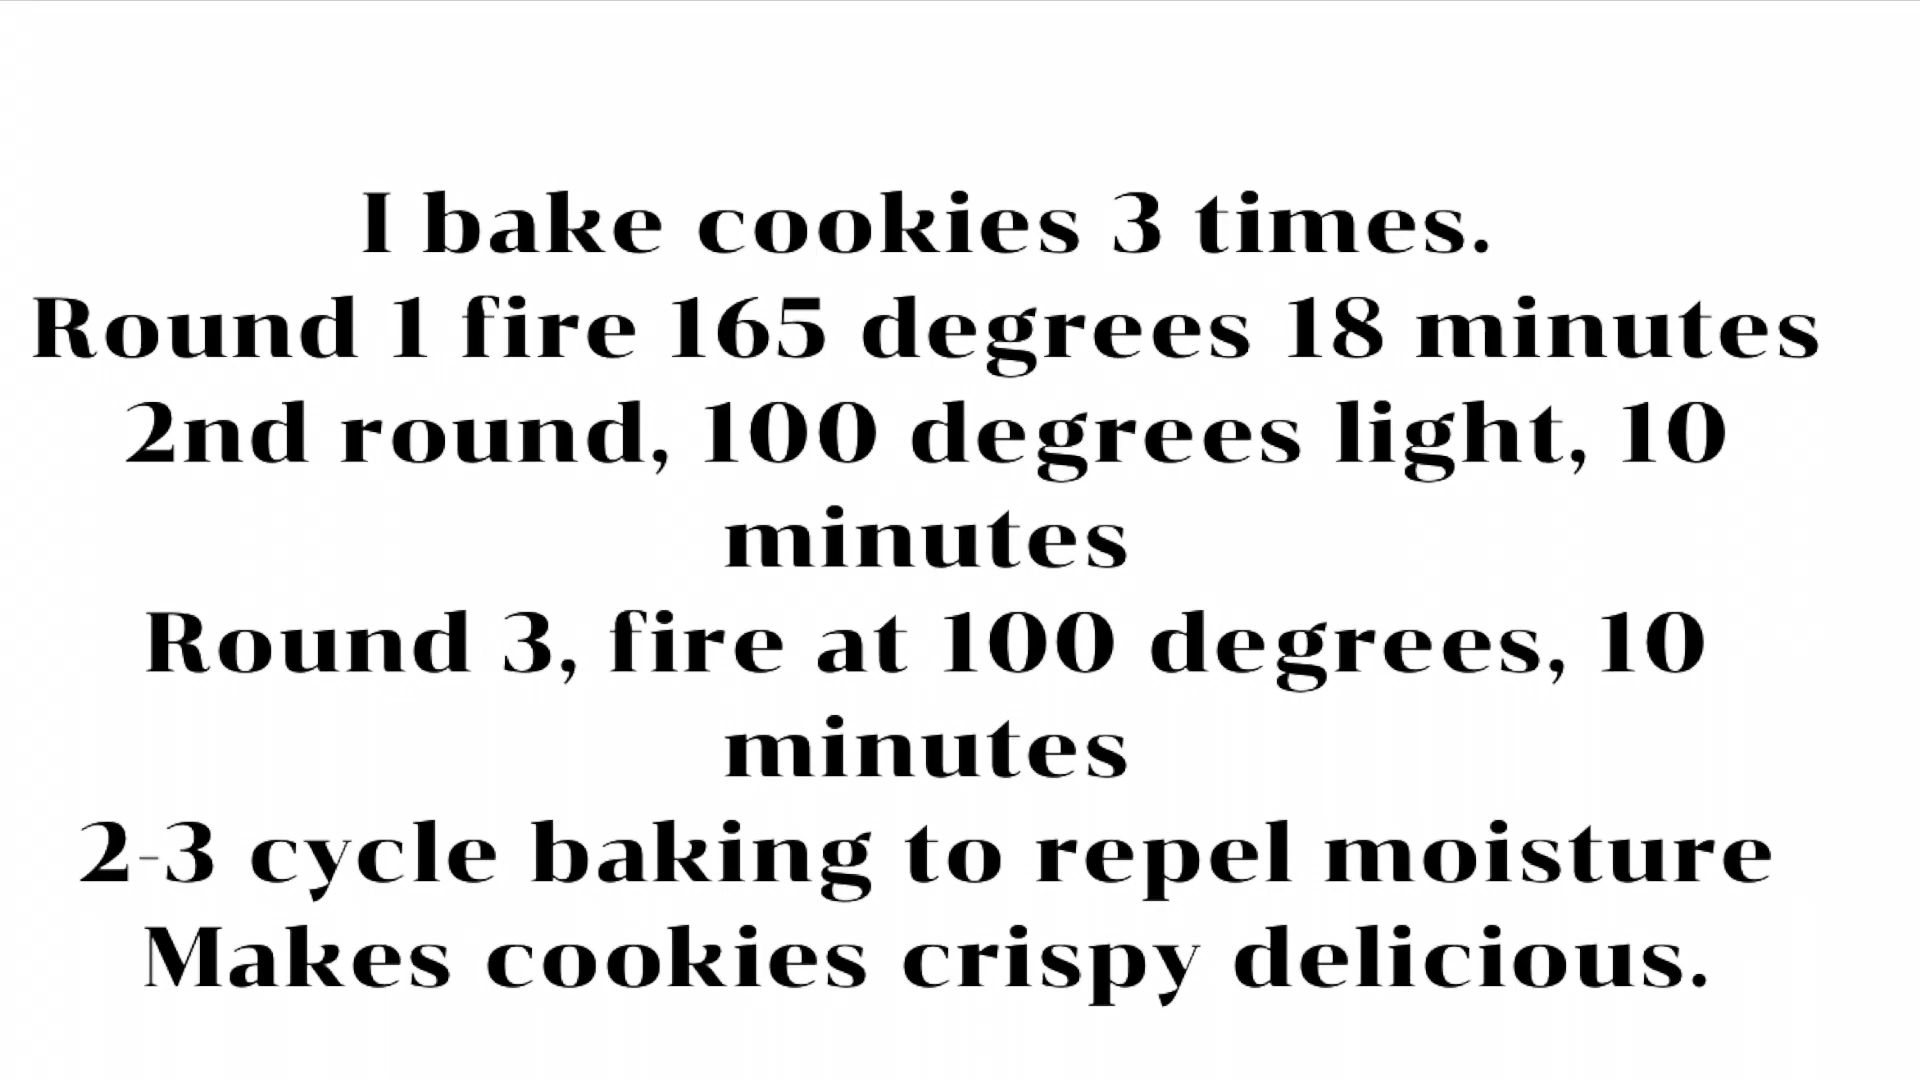 I bake cookies 3 times.
Round 1 fire 165 degrees 18 minutes
2nd round, 100 degrees light, 10
minutes
Round 3, fire at 100 degrees, 10
minutes
2-3 cycle baking to repel moisture
Makes cookies crispy delicious.